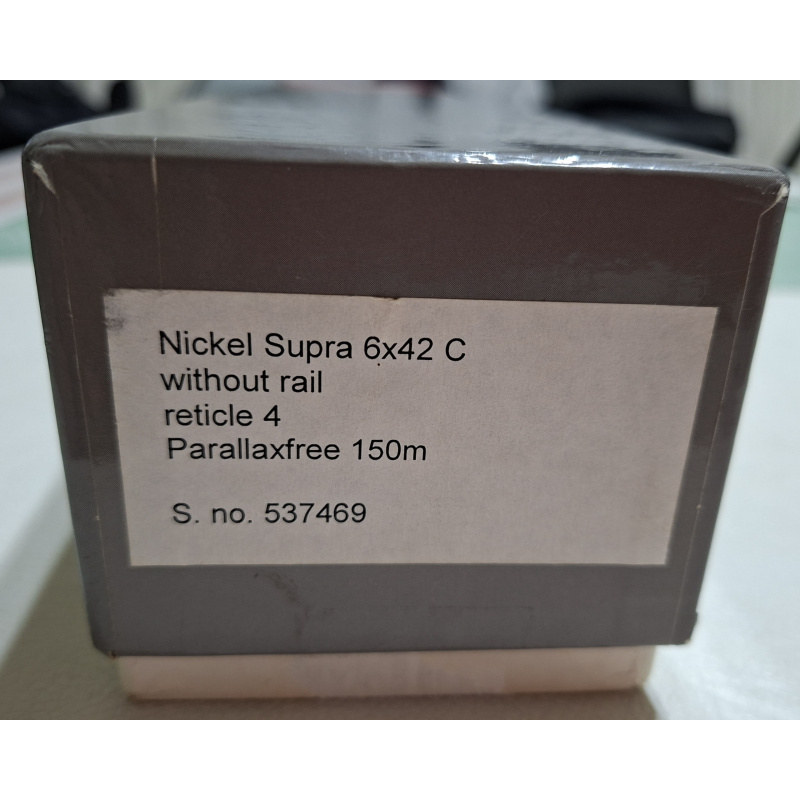 Nickel Supra 6x42 C
without rail
reticle 4
Parallaxfree 150m
S. no. 537469